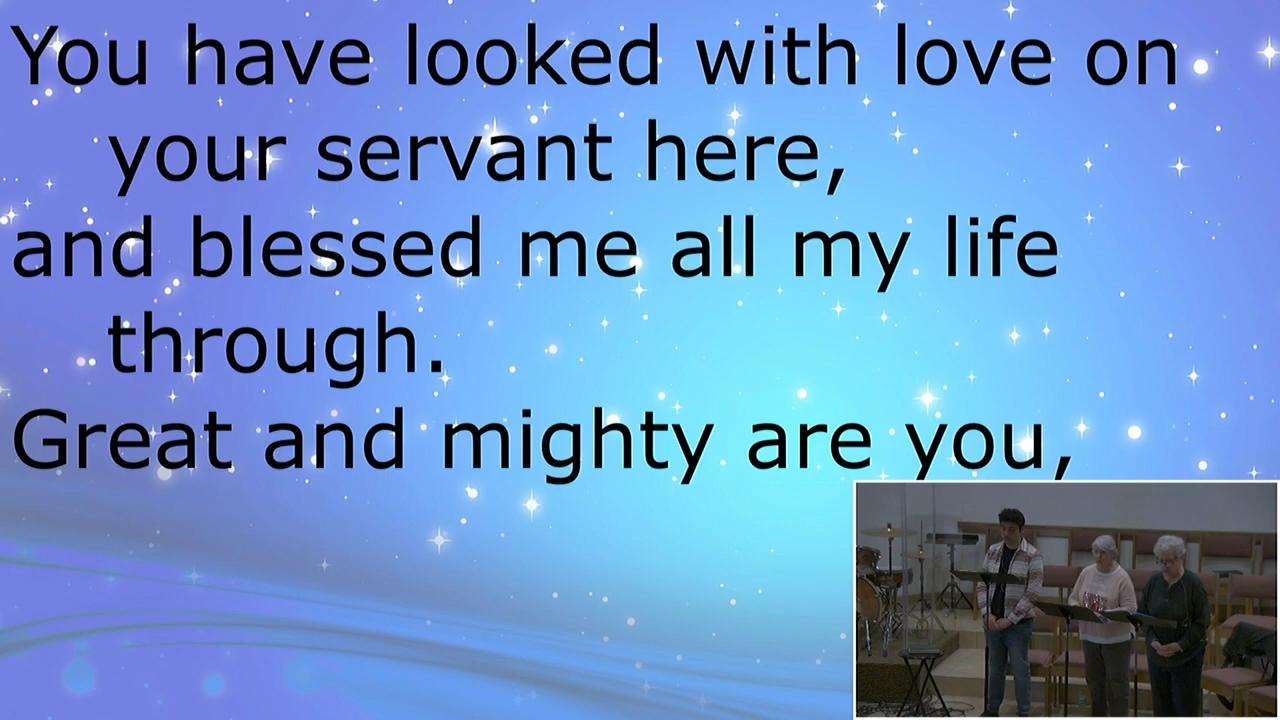 You have looked with love on
your servant here,
and blessed me all my life
through.
Great and mighty are you,